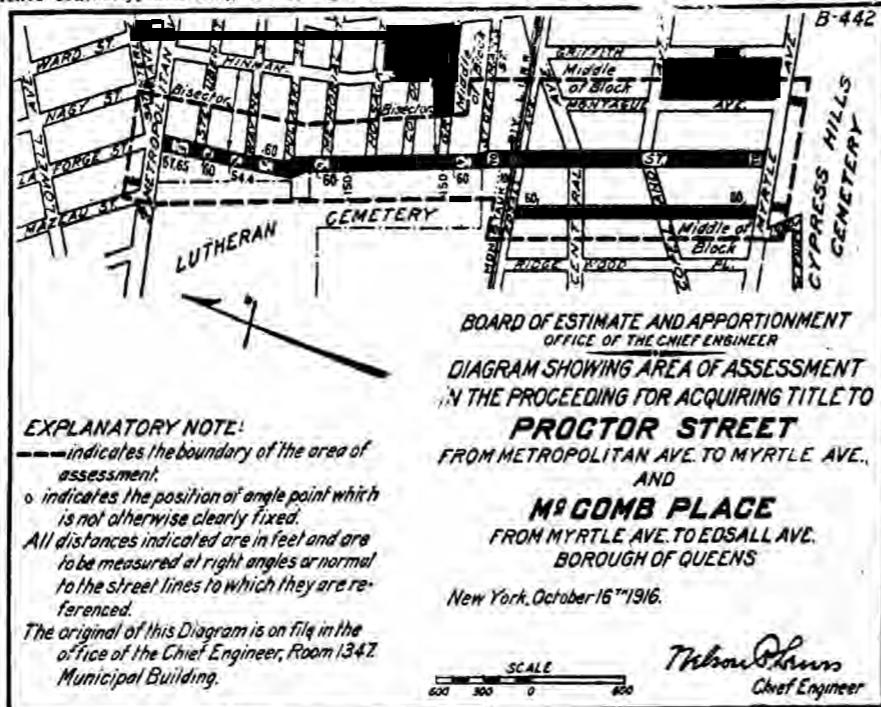 B-442
WARD ST.
NAGY ST.
LA FORGE ST.
MAZEAU ST.
METROPOLITAN
HINMAN
Bisector
Bisector
Middle of Block
GRIFFITH AVE.
Middle of Block
MONTAGUE AVE.
57.65
60
54.4
60
60
150
150
60
ST.
60
60
LUTHERAN
CEMETERY
CENTRAL
MYRTLE
Middle of Block
RIDGEWOOD PL.
CYPRESS HILLS
CEMETERY
BOARD OF ESTIMATE AND APPORTIONMENT
OFFICE OF THE CHIEF ENGINEER
DIAGRAM SHOWING AREA OF ASSESSMENT
IN THE PROCEEDING FOR ACQUIRING TITLE TO
PROCTOR STREET
FROM METROPOLITAN AVE. TO MYRTLE AVE.,
AND
McCOMB PLACE
FROM MYRTLE AVE. TO EDSALL AVE.
BOROUGH OF QUEENS
New York, October 16TH 1916.
EXPLANATORY NOTE:
indicates the boundary of the area of
assessment.
o indicates the position of angle point which
is not otherwise clearly fixed.
All distances indicated are in feet and are
to be measured at right angles or normal
to the street lines to which they are re-
ferenced.
The original of this Diagram is on file in the
office of the Chief Engineer, Room 1347
Municipal Building.
SCALE
600 300 0 600
Nelson P Lewis
Chief Engineer